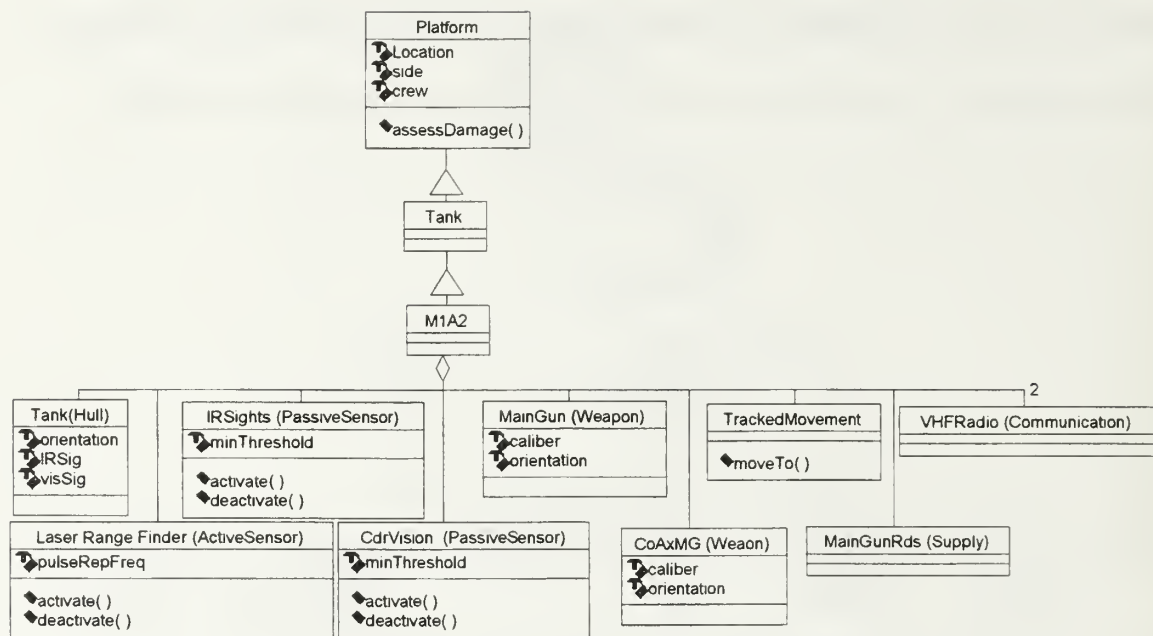 Platform
Location
side
crew
assessDamage( )
Tank
M1A2
2
Tank(Hull)
orientation
IRSig
visSig
IRSights (PassiveSensor)
minThreshold
activate( )
deactivate( )
MainGun (Weapon)
caliber
orientation
TrackedMovement
moveTo( )
VHFRadio (Communication)
Laser Range Finder (ActiveSensor)
pulseRepFreq
activate( )
deactivate( )
CdrVision (PassiveSensor)
minThreshold
activate( )
deactivate( )
CoAxMG (Weaon)
caliber
orientation
MainGunRds (Supply)